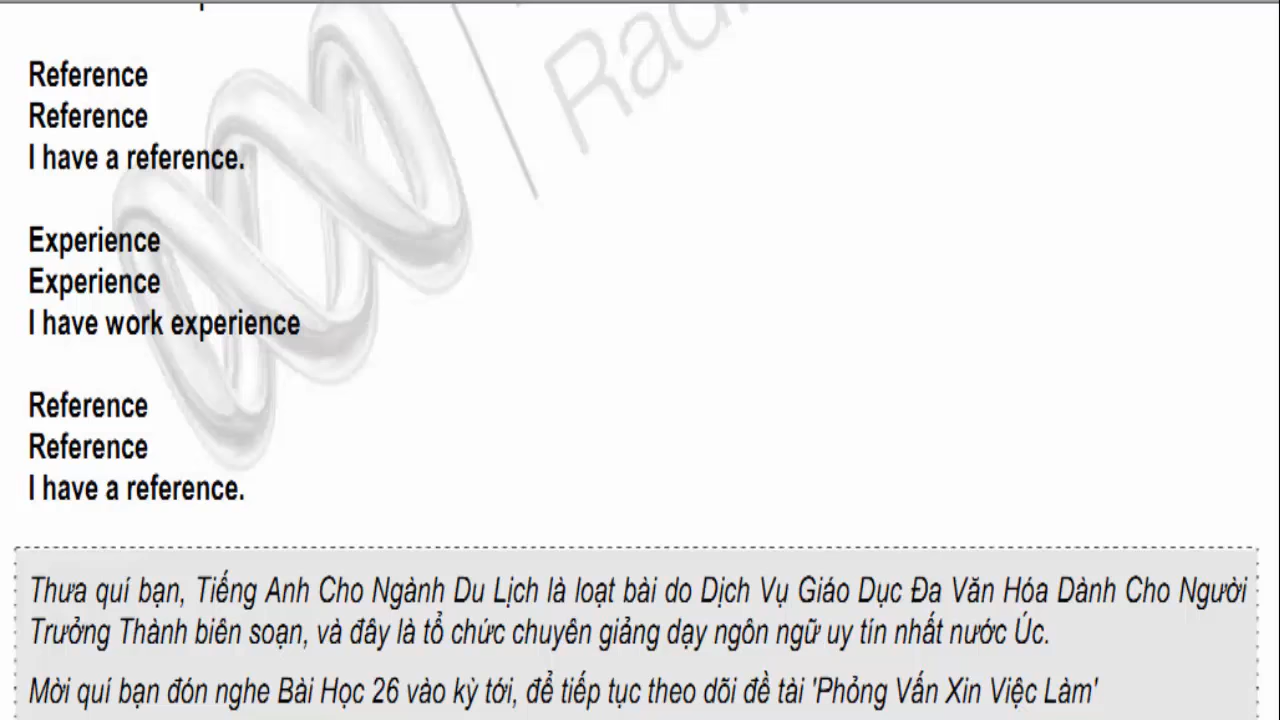 Reference
Reference
I have a reference.
Experience
Experience
I have work experience
Reference
Reference
I have a reference.
Thưa quí bạn, Tiếng Anh Cho Ngành Du Lịch là loạt bài do Dịch Vụ Giáo Dục Đa Văn Hóa Dành Cho Người
Trưởng Thành biên soạn, và đây là tổ chức chuyên giảng dạy ngôn ngữ uy tín nhất nước Úc.
Mời quí bạn đón nghe Bài Học 26 vào kỳ tới, để tiếp tục theo dõi đề tài 'Phỏng Vấn Xin Việc Làm'